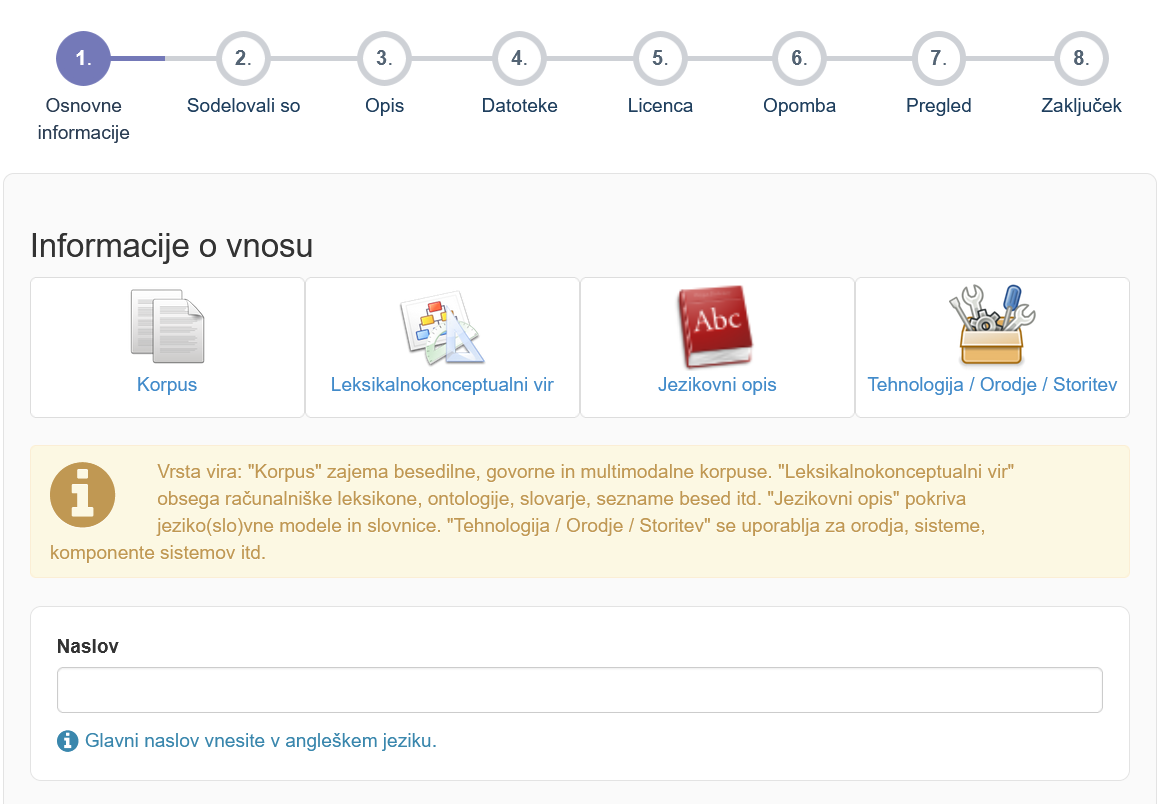 1.
2.
3.
4.
5.
6.
7.
8.
Osnovne
informacije
Sodelovali so
Opis
Datoteke
Licenca
Opomba
Pregled
Zaključek
Informacije o vnosu
Abc
Korpus
Leksikalnokonceptualni vir
Jezikovni opis
Tehnologija / Orodje / Storitev
Vrsta vira: "Korpus" zajema besedilne, govorne in multimodalne korpuse. "Leksikalnokonceptualni vir"
obsega računalniške leksikone, ontologije, slovarje, sezname besed itd. "Jezikovni opis" pokriva
jeziko(slo)vne modele in slovnice. "Tehnologija / Orodje / Storitev" se uporablja za orodja, sisteme,
komponente sistemov itd.
Naslov
Glavni naslov vnesite v angleškem jeziku.